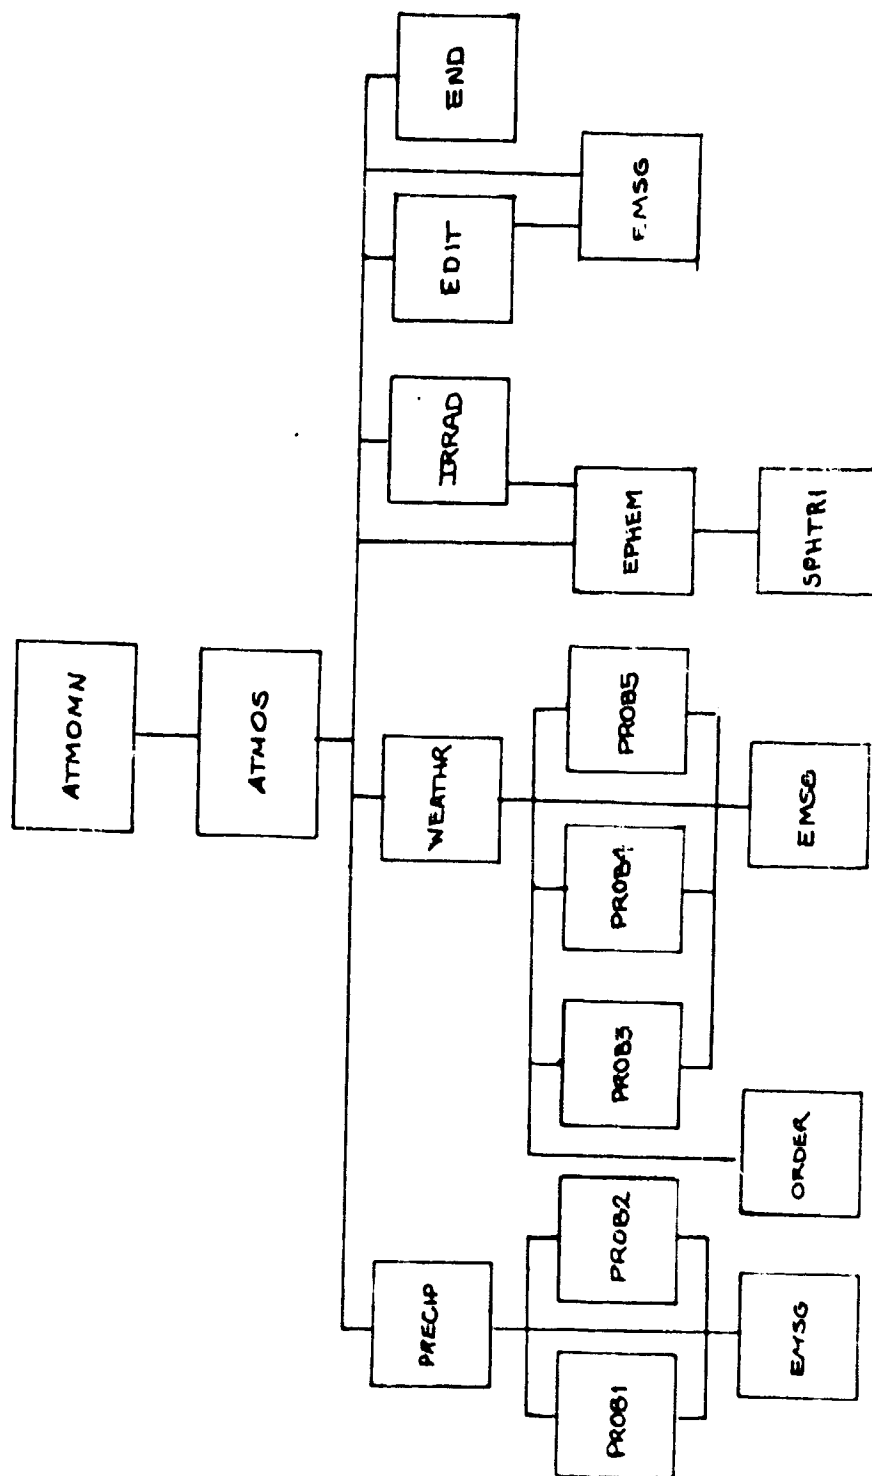 ATMOMN
ATMOS
PRECIP
WEATHR
IRRAD
EDIT
END
PROB1
PROB2
PROB3
PROB4
PROB5
EPHEM
EMSG
EMSG
ORDER
EMSG
SPHTRI